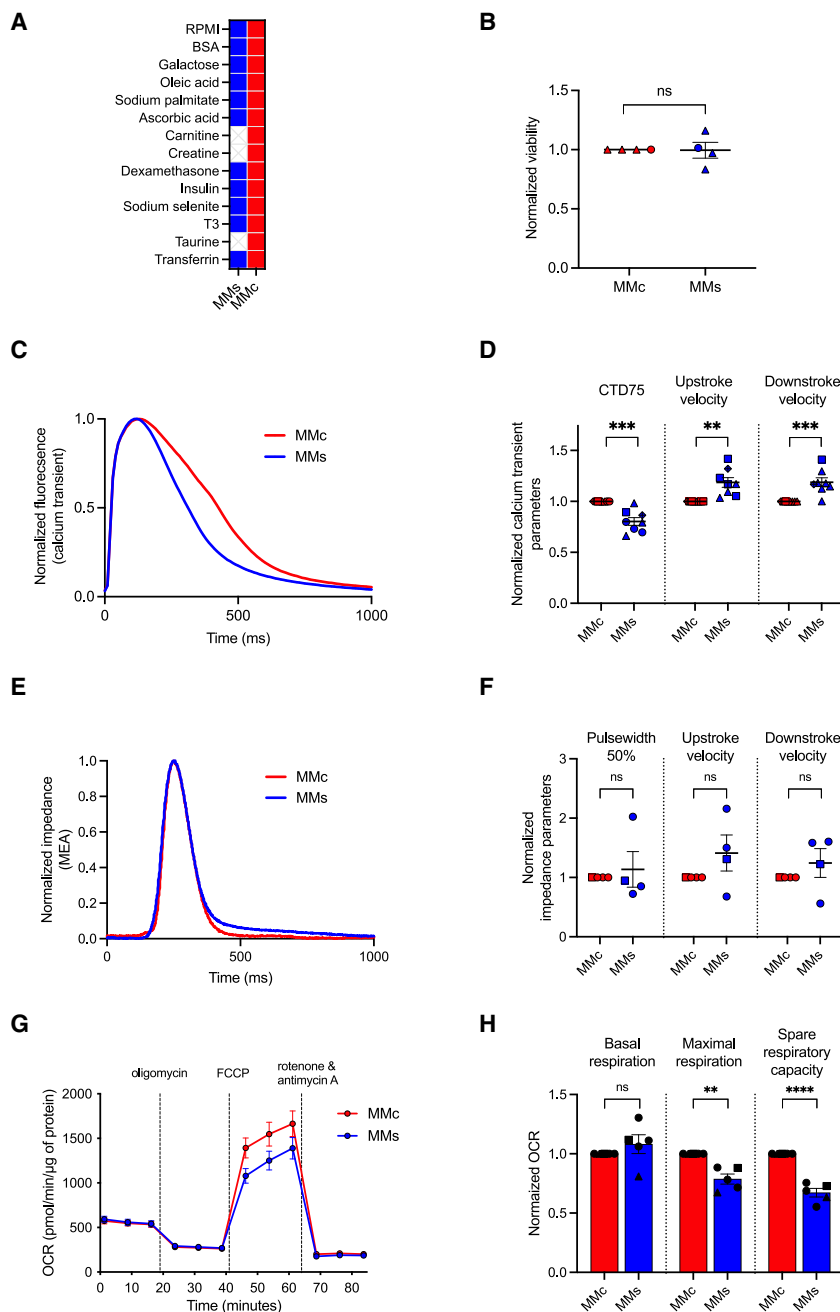 A
RPMI
BSA
Galactose
Oleic acid
Sodium palmitate
Ascorbic acid
Carnitine
Creatine
Dexamethasone
Insulin
Sodium selenite
T3
Taurine
Transferrin
MMs
MMc
B
Normalized viability
1.5
1.0
0.5
0.0
ns
MMc
MMs
C
Normalized fluorescence
(calcium transient)
1.0
0.5
0.0
MMc
MMs
0
500
1000
Time (ms)
D
Normalized calcium transient
parameters
CTD75
Upstroke
velocity
Downstroke
velocity
***
**
***
1.5
1.0
0.5
0.0
MMc
MMs
MMc
MMs
MMc
MMs
E
Normalized impedance
(MEA)
1.0
0.8
0.6
0.4
0.2
0.0
MMc
MMs
0
500
1000
Time (ms)
F
Normalized
impedance parameters
Pulsewidth
50%
Upstroke
velocity
Downstroke
velocity
ns
ns
ns
3
2
1
0
MMc
MMs
MMc
MMs
MMc
MMs
G
OCR (pmol/min/µg of protein)
oligomycin
FCCP
rotenone &
antimycin A
2000
1500
1000
500
0
MMc
MMs
0
10
20
30
40
50
60
70
80
Time (minutes)
H
Normalized OCR
Basal
respiration
Maximal
respiration
Spare
respiratory
capacity
ns
**
****
1.5
1.0
0.5
0.0
MMc
MMs
MMc
MMs
MMc
MMs